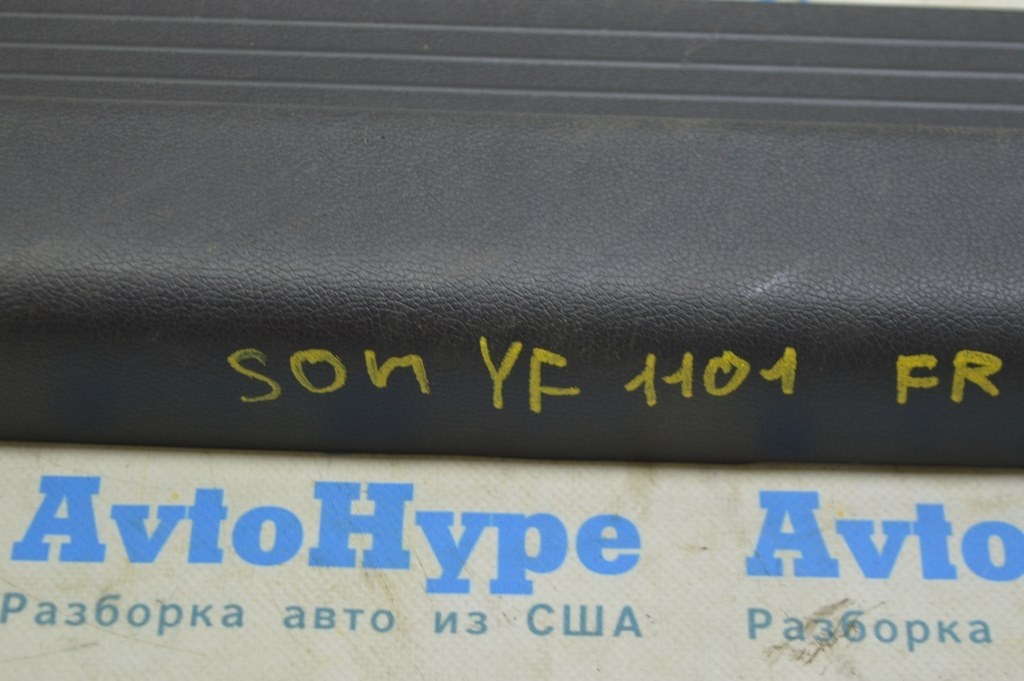 son YF 1101 FR
AvtoHype Avto
Разборка авто из США Разборка